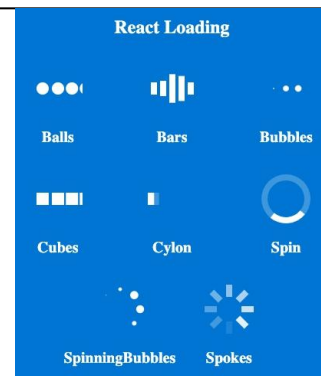 React Loading
Balls Bars Bubbles
Cubes Cylon Spin
SpinningBubbles Spokes